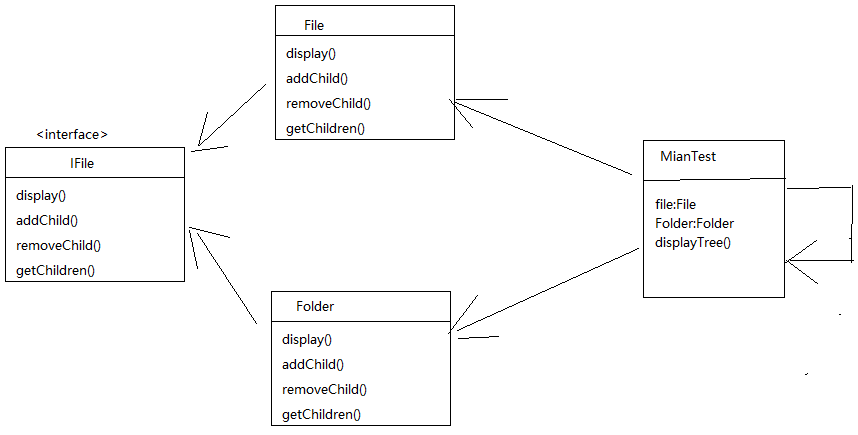 File
display()
addChild()
removeChild()
getChildren()
<interface>
IFile
display()
addChild()
removeChild()
getChildren()
MianTest
file:File
Folder:Folder
displayTree()
Folder
display()
addChild()
removeChild()
getChildren()